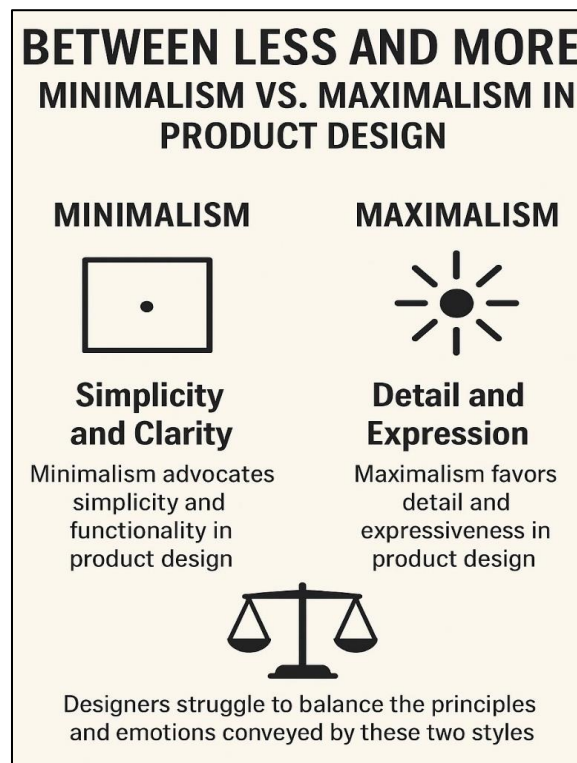 BETWEEN LESS AND MORE
MINIMALISM VS. MAXIMALISM IN
PRODUCT DESIGN
MINIMALISM
Simplicity
and Clarity
Minimalism advocates
simplicity and
functionality in
product design
MAXIMALISM
Detail and
Expression
Maximalism favors
detail and
expressiveness in
product design
Designers struggle to balance the principles
and emotions conveyed by these two styles